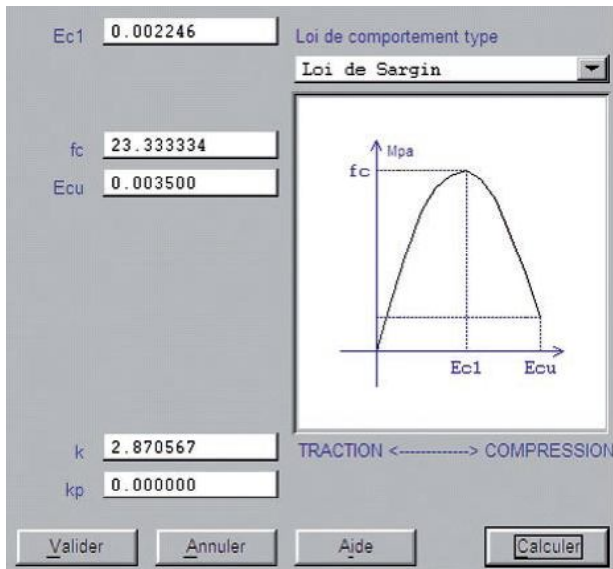 Ec1 0.002246
Loi de comportement type
Loi de Sargin
fc 23.333334
Ecu 0.003500
Mpa
fc
Ec1 Ecu
k 2.870567
TRACTION <------------> COMPRESSION
kp 0.000000
Valider Annuler Aide Calculer